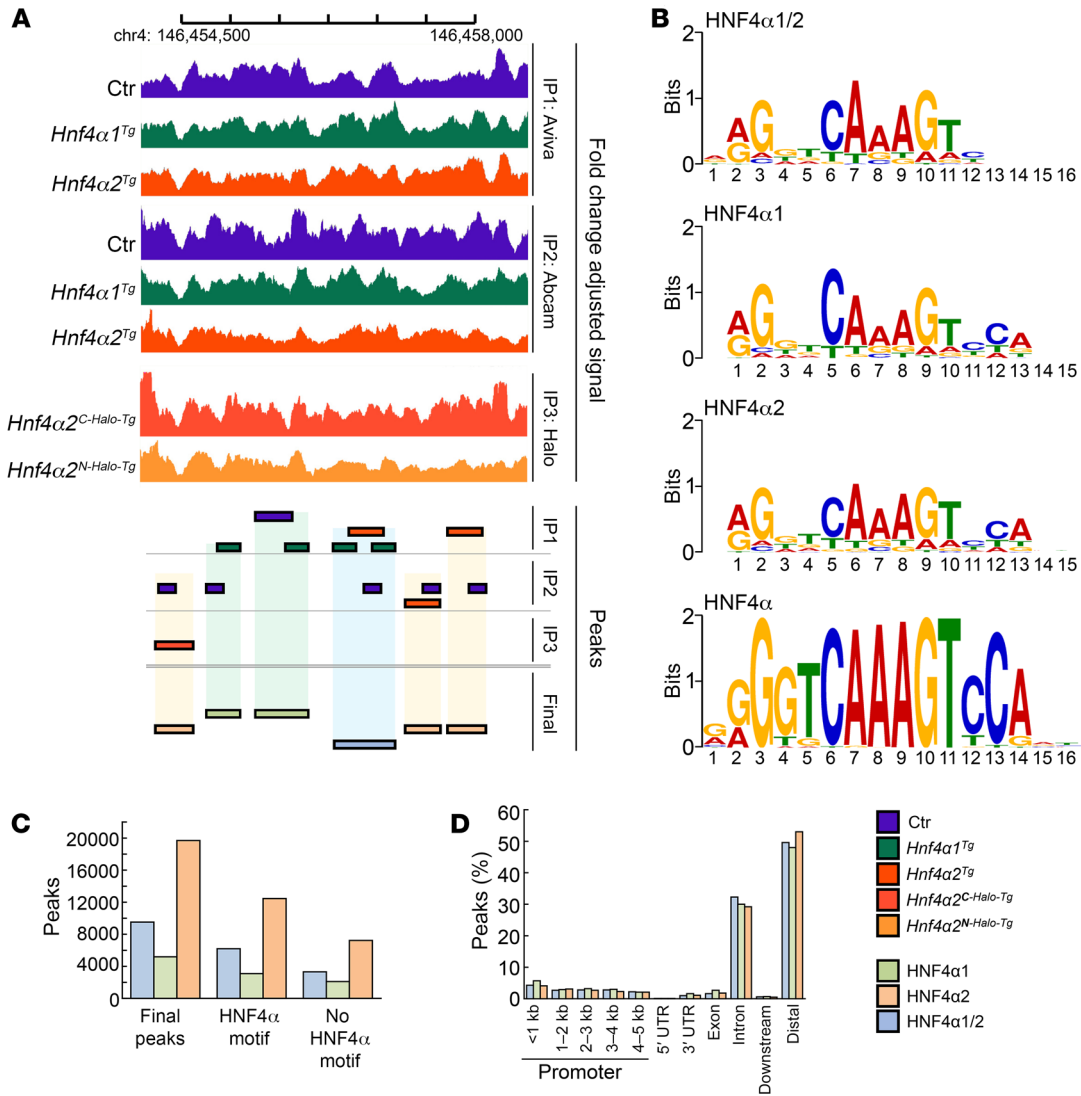 A
chr4: 146,454,500
146,458,000
Ctr
Hnf4α1Tg
Hnf4α2Tg
IP1: Aviva
Ctr
Hnf4α1Tg
Hnf4α2Tg
IP2: Abcam
Hnf4α2C-Halo-Tg
Hnf4α2N-Halo-Tg
IP3: Halo
Fold change adjusted signal
IP1
IP2
IP3
Final
Peaks
B
HNF4α1/2
2
1
0
Bits
1 2 3 4 5 6 7 8 9 10 11 12 13 14 15 16
HNF4α1
2
1
0
Bits
1 2 3 4 5 6 7 8 9 10 11 12 13 14 15
HNF4α2
2
1
0
Bits
1 2 3 4 5 6 7 8 9 10 11 12 13 14 15 16
HNF4α
2
1
0
Bits
1 2 3 4 5 6 7 8 9 10 11 12 13 14 15 16
C
Peaks
20000
16000
12000
8000
4000
0
Final
peaks
HNF4α
motif
No
HNF4α
motif
D
Peaks (%)
60
50
40
30
20
10
0
<1 kb
1–2 kb
2–3 kb
3–4 kb
4–5 kb
5′ UTR
3′ UTR
Exon
Intron
Downstream
Distal
Promoter
Ctr
Hnf4α1Tg
Hnf4α2Tg
Hnf4α2C-Halo-Tg
Hnf4α2N-Halo-Tg
HNF4α1
HNF4α2
HNF4α1/2